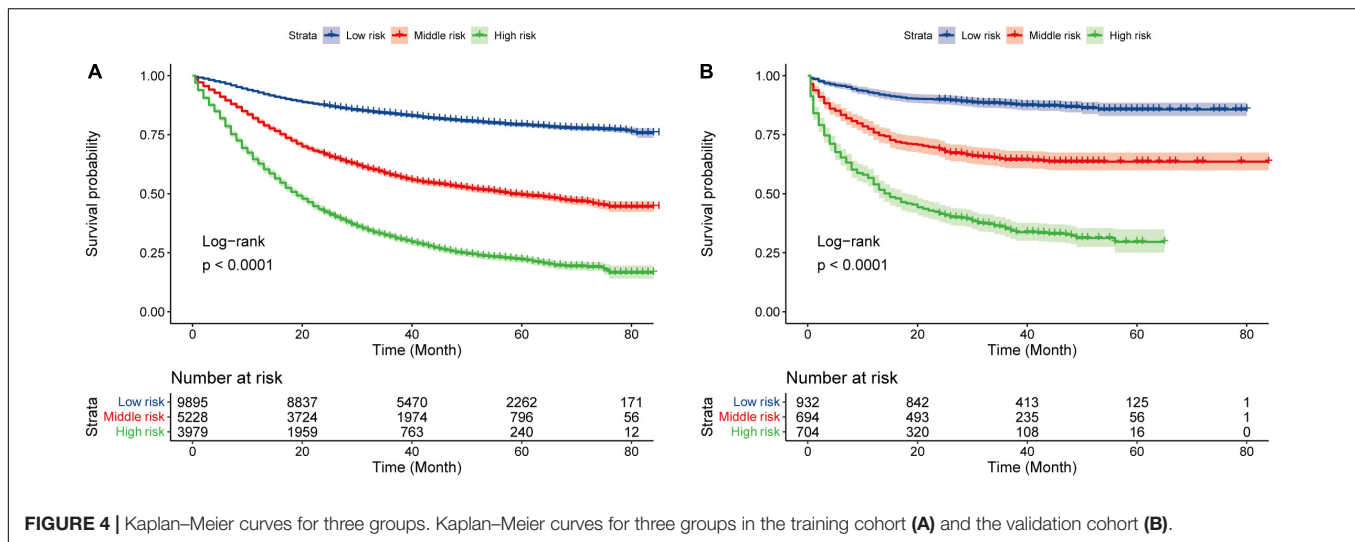 Strata Low risk Middle risk High risk
A
Survival probability
1.00
0.75
0.50
0.25
0.00
Log−rank
p < 0.0001
0 20 40 60 80
Time (Month)
Number at risk
Strata
Low risk 9895 8837 5470 2262 171
Middle risk 5228 3724 1974 796 56
High risk 3979 1959 763 240 12
0 20 40 60 80
Time (Month)
Strata Low risk Middle risk High risk
B
Survival probability
1.00
0.75
0.50
0.25
0.00
Log−rank
p < 0.0001
0 20 40 60 80
Time (Month)
Number at risk
Strata
Low risk 932 842 413 125 1
Middle risk 694 493 235 56 1
High risk 704 320 108 16 0
0 20 40 60 80
Time (Month)
FIGURE 4 | Kaplan–Meier curves for three groups. Kaplan–Meier curves for three groups in the training cohort (A) and the validation cohort (B).